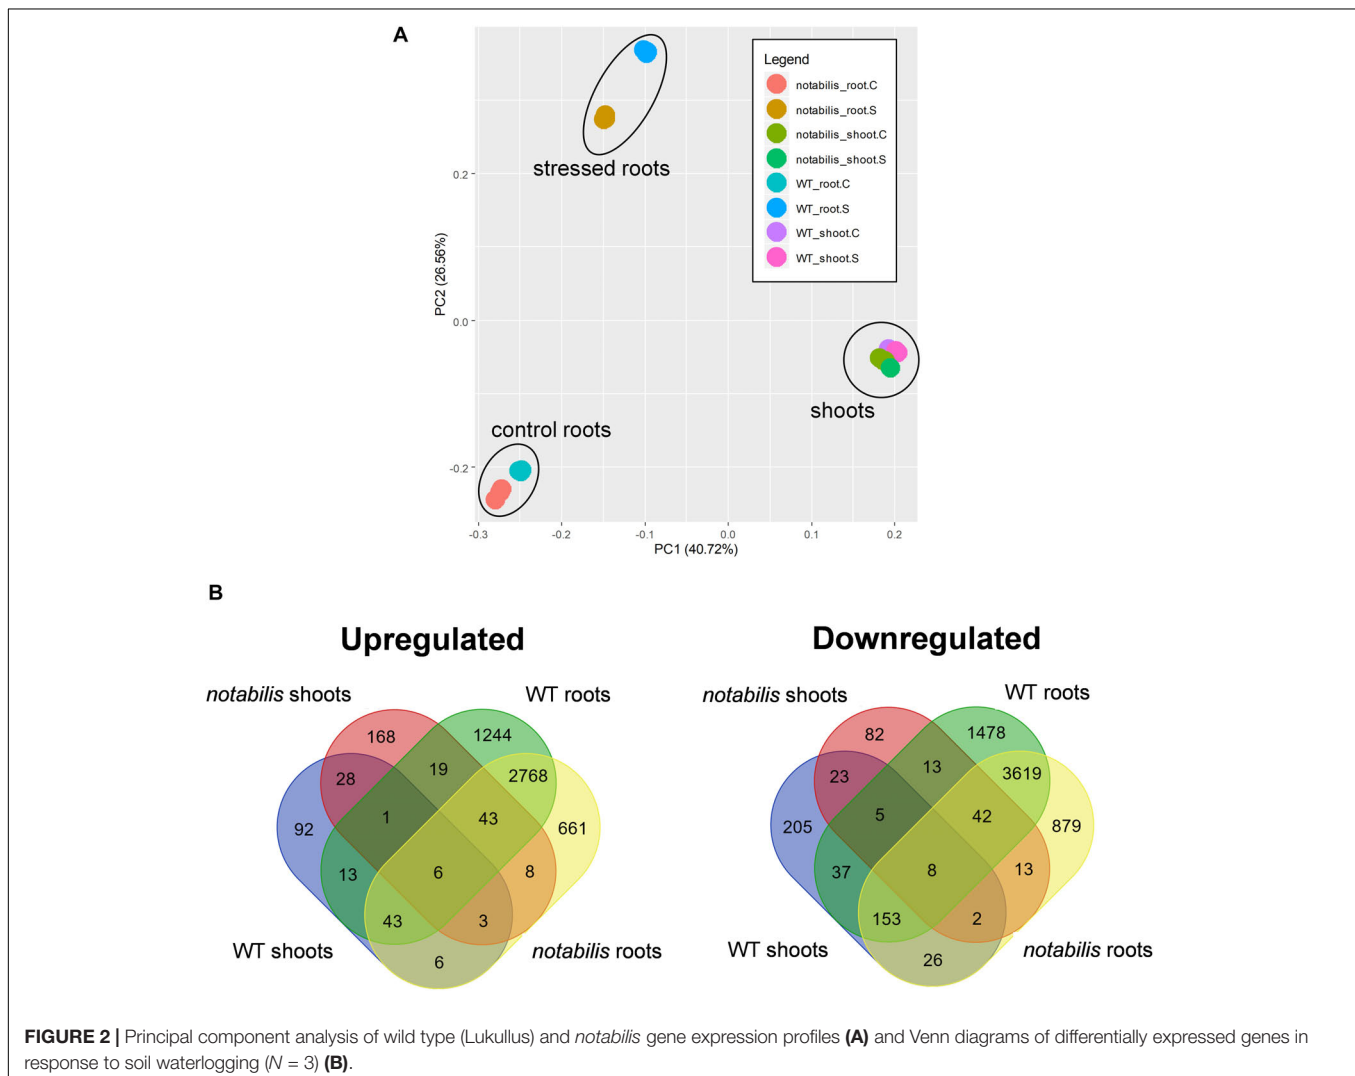 A
Legend
notabilis_root.C
notabilis_root.S
notabilis_shoot.C
notabilis_shoot.S
WT_root.C
WT_root.S
WT_shoot.C
WT_shoot.S
stressed roots
shoots
control roots
PC2 (26.56%)
0.2
0.0
-0.2
-0.3
-0.2
-0.1
0.0
0.1
0.2
PC1 (40.72%)
B
Upregulated
notabilis shoots
WT roots
168
1244
28
19
2768
92
1
43
661
13
6
8
43
3
WT shoots
notabilis roots
6
Downregulated
notabilis shoots
WT roots
82
1478
23
13
3619
205
5
42
879
37
8
13
153
2
WT shoots
notabilis roots
26
FIGURE 2 | Principal component analysis of wild type (Lukullus) and notabilis gene expression profiles (A) and Venn diagrams of differentially expressed genes in
response to soil waterlogging (N = 3) (B).